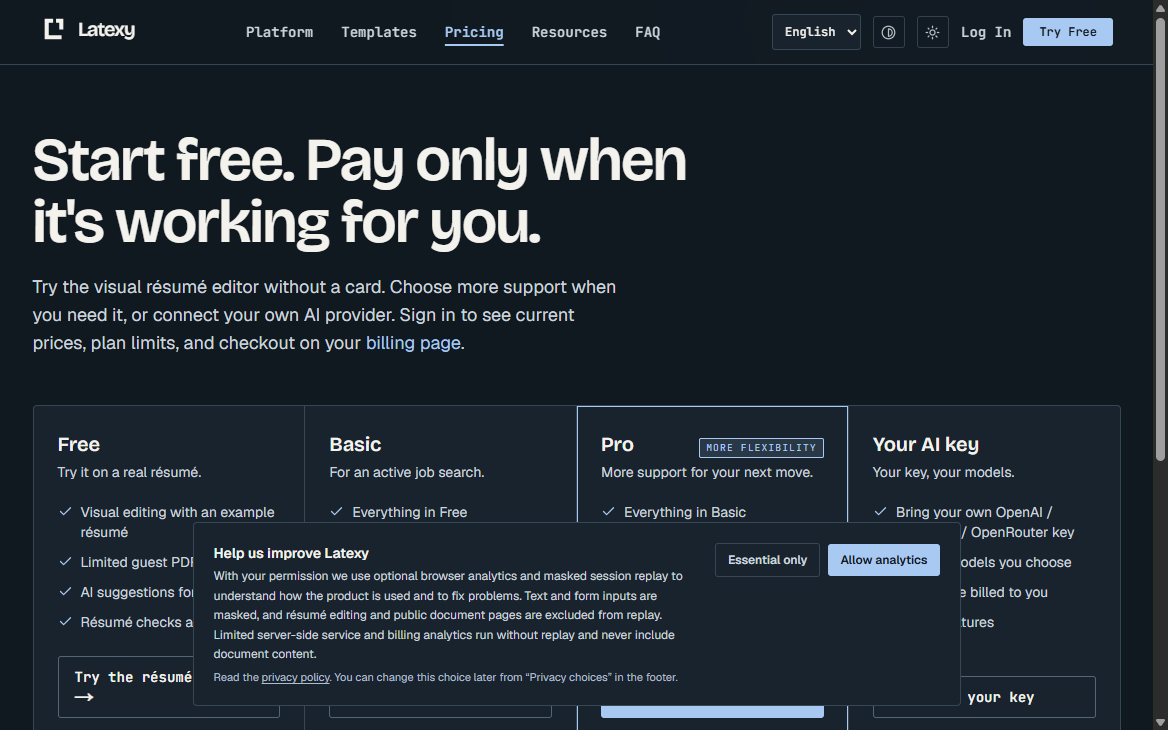 Latexy
Platform
Templates
Pricing
Resources
FAQ
English
Log In
Try Free
Start free. Pay only when
it's working for you.
Try the visual résumé editor without a card. Choose more support when
you need it, or connect your own AI provider. Sign in to see current
prices, plan limits, and checkout on your billing page.
Free
Try it on a real résumé.
Visual editing with an example
résumé
Limited guest PDF
AI suggestions for
Résumé checks a
Try the résumé
→
Basic
For an active job search.
Everything in Free
Pro
MORE FLEXIBILITY
More support for your next move.
Everything in Basic
Your AI key
Your key, your models.
Bring your own OpenAI /
/ OpenRouter key
odels you choose
billed to you
your key
Help us improve Latexy
With your permission we use optional browser analytics and masked session replay to
understand how the product is used and to fix problems. Text and form inputs are
masked, and résumé editing and public document pages are excluded from replay.
Limited server-side service and billing analytics run without replay and never include
document content.
Read the privacy policy. You can change this choice later from “Privacy choices” in the footer.
Essential only
Allow analytics